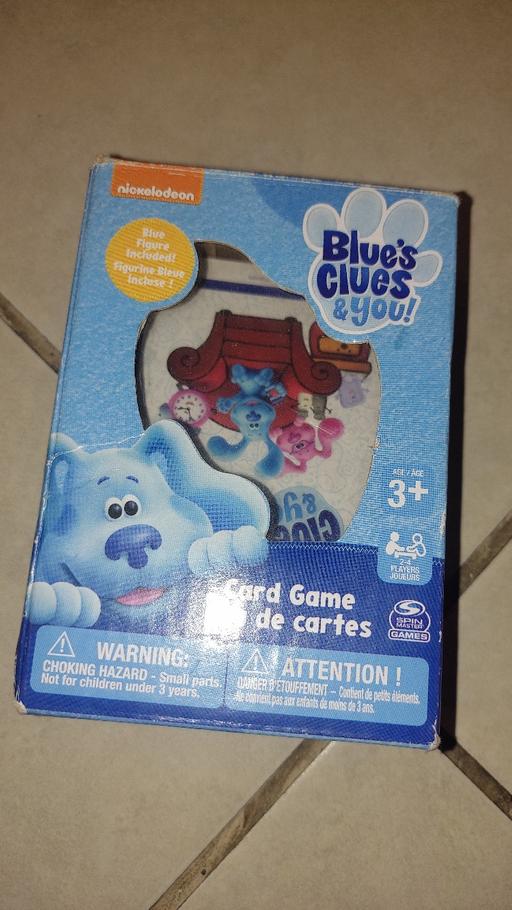 nickelodeon
Blue
Figure
Included!
Figurine Bleue
Incluse !
BLUE'S
CLUES
& YOU!
AGE / ÂGE
3+
2-4
PLAYERS
JOUEURS
Card Game
de cartes
SPIN
MASTER
GAMES
WARNING:
CHOKING HAZARD - Small parts.
Not for children under 3 years.
ATTENTION !
DANGER D'ÉTOUFFEMENT - Contient de petits éléments.
Ne convient pas aux enfants de moins de 3 ans.